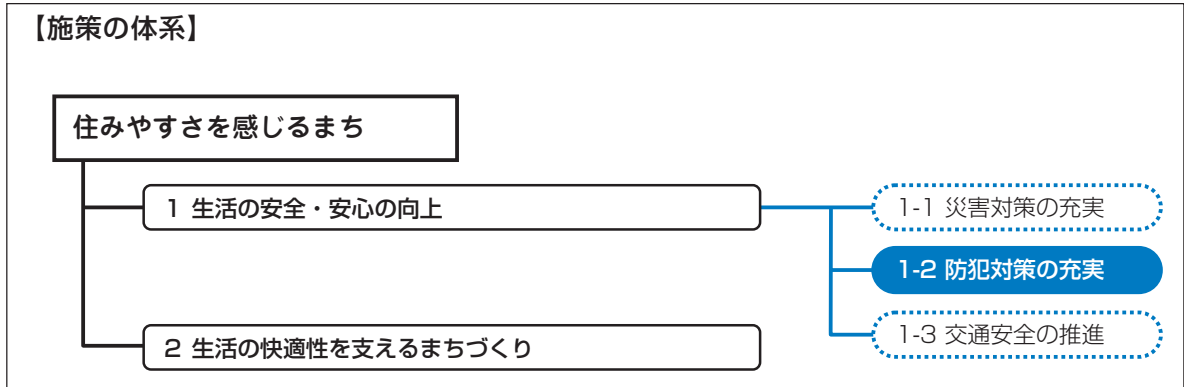 【施策の体系】
住みやすさを感じるまち
1 生活の安全・安心の向上
1-1 災害対策の充実
1-2 防犯対策の充実
1-3 交通安全の推進
2 生活の快適性を支えるまちづくり